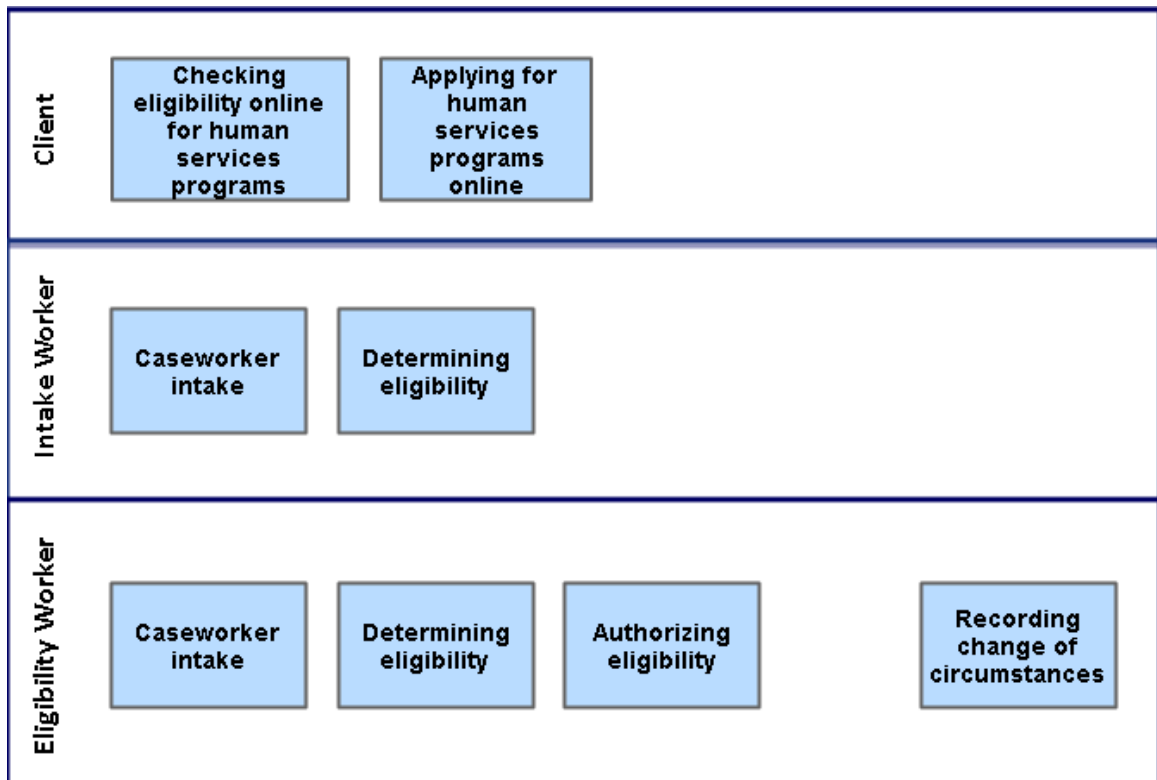 Client
Checking
eligibility online
for human
services
programs
Applying for
human
services
programs
online
Intake Worker
Caseworker
intake
Determining
eligibility
Eligibility Worker
Caseworker
intake
Determining
eligibility
Authorizing
eligibility
Recording
change of
circumstances